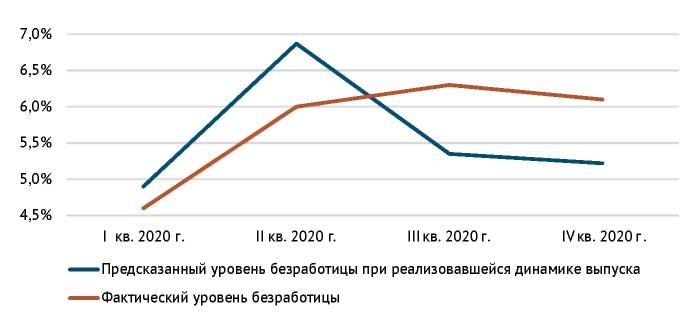 7,0%
6,5%
6,0%
5,5%
5,0%
4,5%
I кв. 2020 г. II кв. 2020 г. III кв. 2020 г. IV кв. 2020 г.
Предсказанный уровень безработицы при реализовавшейся динамике выпуска
Фактический уровень безработицы